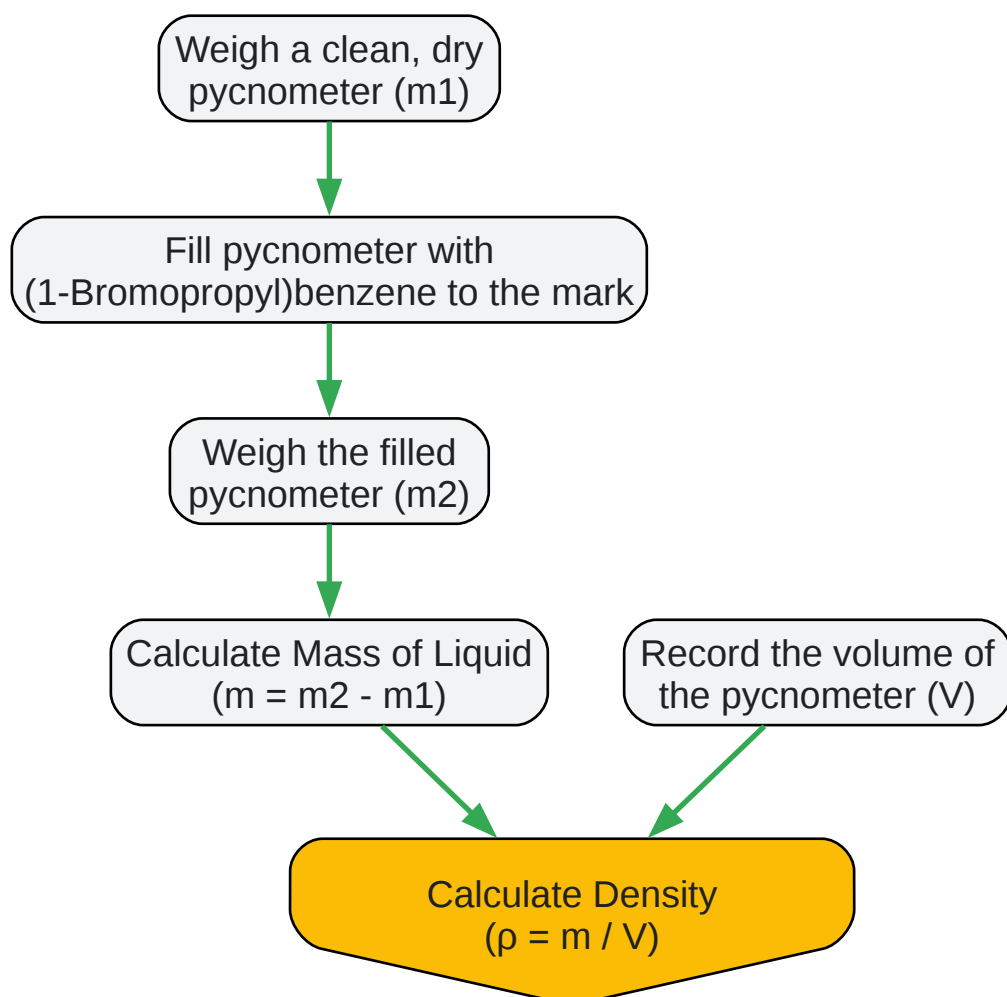 Weigh a clean, dry
pycnometer (m1)
Fill pycnometer with
(1-Bromopropyl)benzene to the mark
Weigh the filled
pycnometer (m2)
Calculate Mass of Liquid
(m = m2 - m1)
Record the volume of
the pycnometer (V)
Calculate Density
(ρ = m / V)